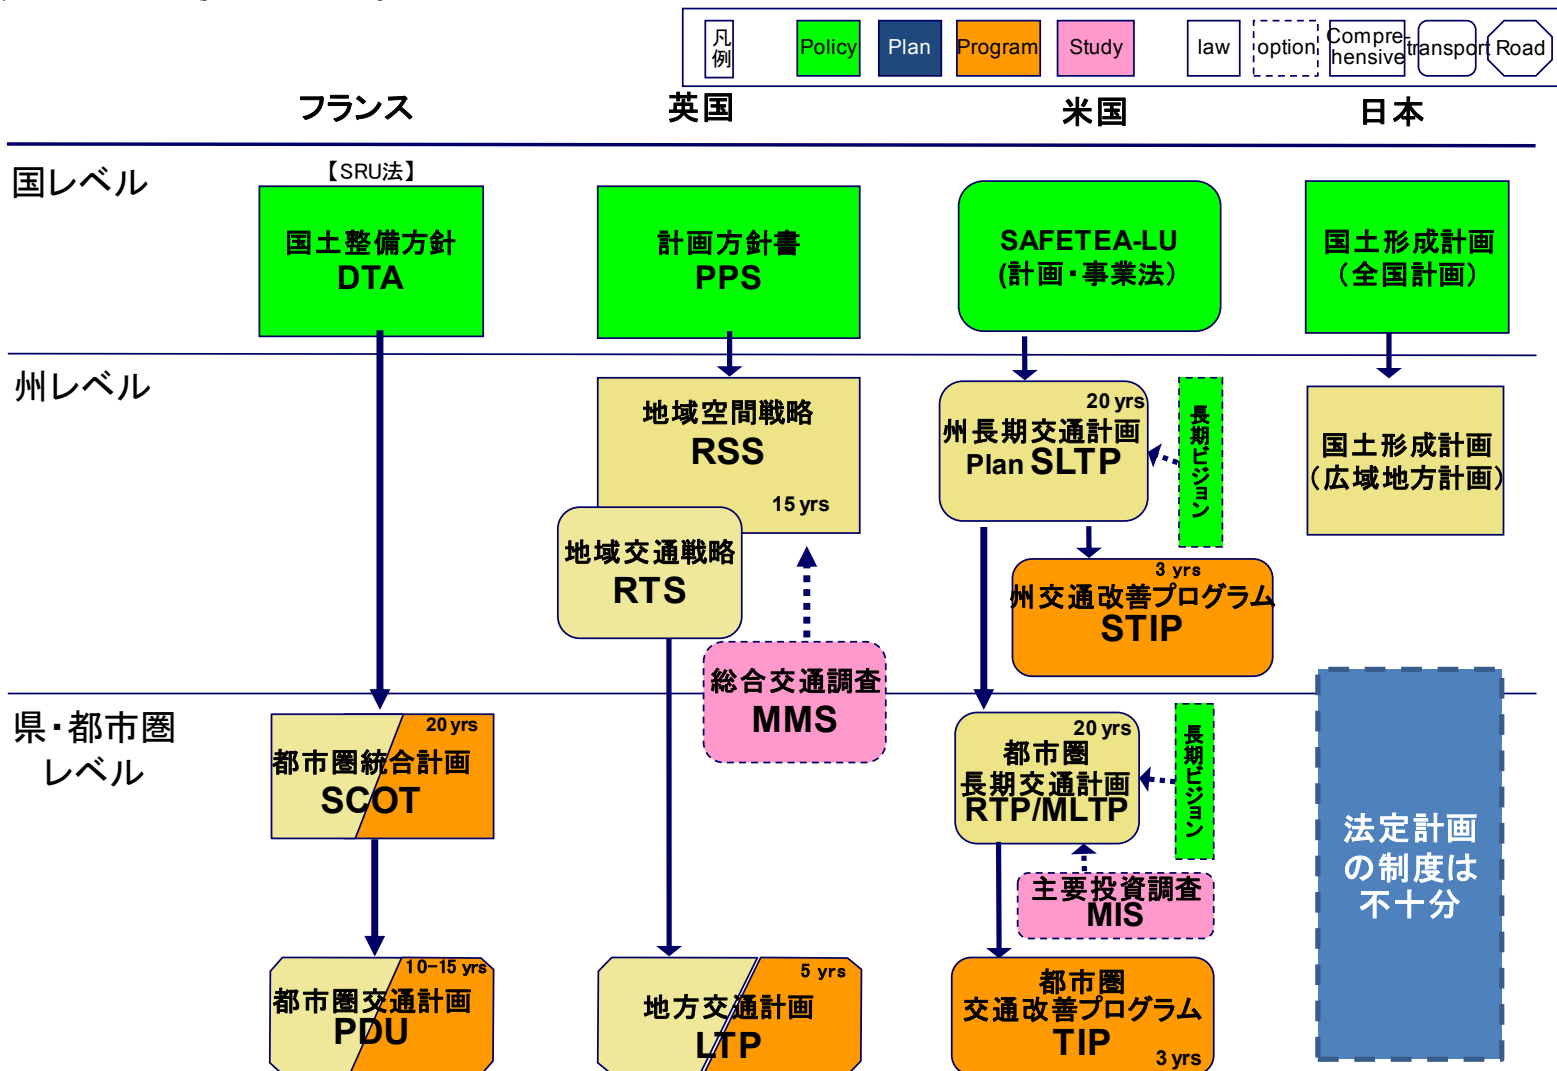 凡
例
Policy
Plan
Program
Study
law
option
Compre-
hensive
transport
Road
フランス
英国
米国
日本
国レベル
【SRU法】
国土整備方針
DTA
計画方針書
PPS
SAFETEA-LU
(計画・事業法)
国土形成計画
(全国計画)
州レベル
地域空間戦略
RSS
15 yrs
地域交通戦略
RTS
20 yrs
州長期交通計画
Plan SLTP
長期ビジョン
国土形成計画
(広域地方計画)
3 yrs
州交通改善プログラム
STIP
総合交通調査
MMS
県・都市圏
レベル
20 yrs
都市圏統合計画
SCOT
20 yrs
都市圏
長期交通計画
RTP/MLTP
長期ビジョン
主要投資調査
MIS
法定計画
の制度は
不十分
10-15 yrs
都市圏交通計画
PDU
5 yrs
地方交通計画
LTP
都市圏
交通改善プログラム
TIP
3 yrs